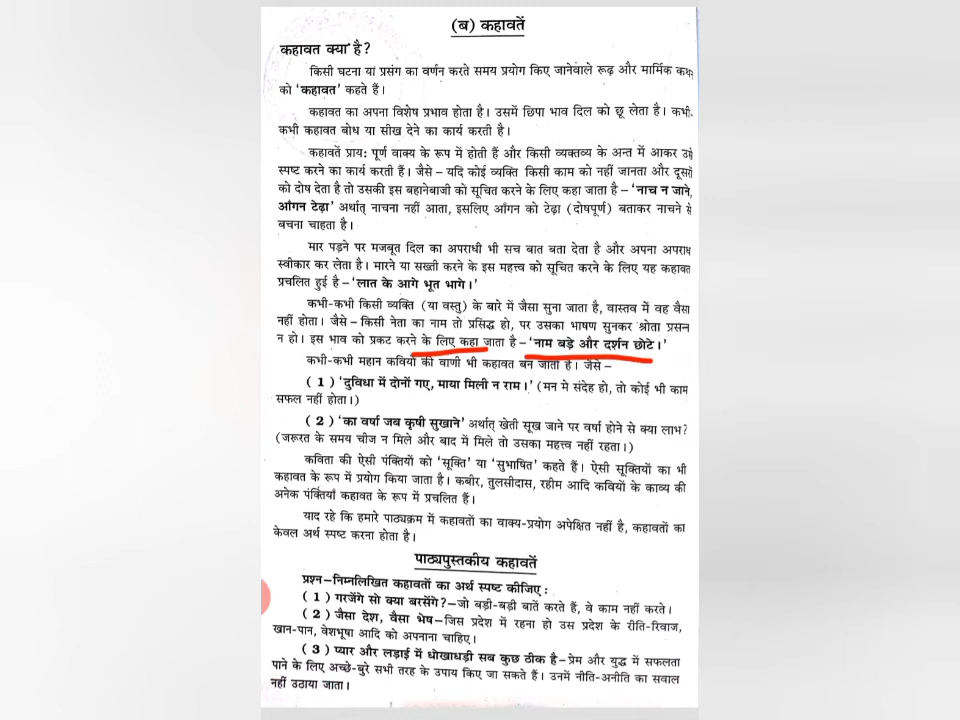 (ब) कहावतें
कहावत क्या है?
किसी घटना या प्रसंग का वर्णन करते समय प्रयोग किए जानेवाले रूढ़ और मार्मिक कथन
को 'कहावत' कहते हैं।
कहावत का अपना विशेष प्रभाव होता है। उसमें छिपा भाव दिल को छू लेता है। कभी-
कभी कहावत बोध या सीख देने का कार्य करती है।
कहावतें प्राय: पूर्ण वाक्य के रूप में होती हैं और किसी व्यक्तव्य के अन्त में आकर उसे
स्पष्ट करने का कार्य करती हैं। जैसे – यदि कोई व्यक्ति किसी काम को नहीं जानता और दूसरों
को दोष देता है तो उसकी इस बहानेबाजी को सूचित करने के लिए कहा जाता है – 'नाच न जाने,
आँगन टेढ़ा' अर्थात् नाचना नहीं आता, इसलिए आँगन को टेढ़ा (दोषपूर्ण) बताकर नाचने से
बचना चाहता है।
मार पड़ने पर मजबूत दिल का अपराधी भी सच बात बता देता है और अपना अपराध
स्वीकार कर लेता है। मारने या सख्ती करने के इस महत्त्व को सूचित करने के लिए यह कहावत
प्रचलित हुई है – 'लात के आगे भूत भागे।'
कभी-कभी किसी व्यक्ति (या वस्तु) के बारे में जैसा सुना जाता है, वास्तव में वह वैसा
नहीं होता। जैसे – किसी नेता का नाम तो प्रसिद्ध हो, पर उसका भाषण सुनकर श्रोता प्रसन्न
न हो। इस भाव को प्रकट करने के लिए कहा जाता है – 'नाम बड़े और दर्शन छोटे।'
कभी-कभी महान कवियों की वाणी भी कहावत बन जाती है। जैसे –
(1) 'दुविधा में दोनों गए, माया मिली न राम।' (मन मे संदेह हो, तो कोई भी काम
सफल नहीं होता।)
(2) 'का वर्षा जब कृषी सुखाने' अर्थात् खेती सूख जाने पर वर्षा होने से क्या लाभ?
(जरूरत के समय चीज न मिले और बाद में मिले तो उसका महत्त्व नहीं रहता।)
कविता की ऐसी पंक्तियों को 'सूक्ति' या 'सुभाषित' कहते हैं। ऐसी सूक्तियों का भी
कहावत के रूप में प्रयोग किया जाता है। कबीर, तुलसीदास, रहीम आदि कवियों के काव्य की
अनेक पंक्तियाँ कहावत के रूप में प्रचलित हैं।
याद रहे कि हमारे पाठ्यक्रम में कहावतों का वाक्य-प्रयोग अपेक्षित नहीं है, कहावतों का
केवल अर्थ स्पष्ट करना होता है।
पाठ्यपुस्तकीय कहावतें
प्रश्न–निम्नलिखित कहावतों का अर्थ स्पष्ट कीजिए :
(1) गरजेंगे सो क्या बरसेंगे?–जो बड़ी-बड़ी बातें करते हैं, वे काम नहीं करते।
(2) जैसा देश, वैसा भेष–जिस प्रदेश में रहना हो उस प्रदेश के रीति-रिवाज,
खान-पान, वेशभूषा आदि को अपनाना चाहिए।
(3) प्यार और लड़ाई में धोखाधड़ी सब कुछ ठीक है–प्रेम और युद्ध में सफलता
पाने के लिए अच्छे-बुरे सभी तरह के उपाय किए जा सकते हैं। उनमें नीति-अनीति का सवाल
नहीं उठाया जाता।